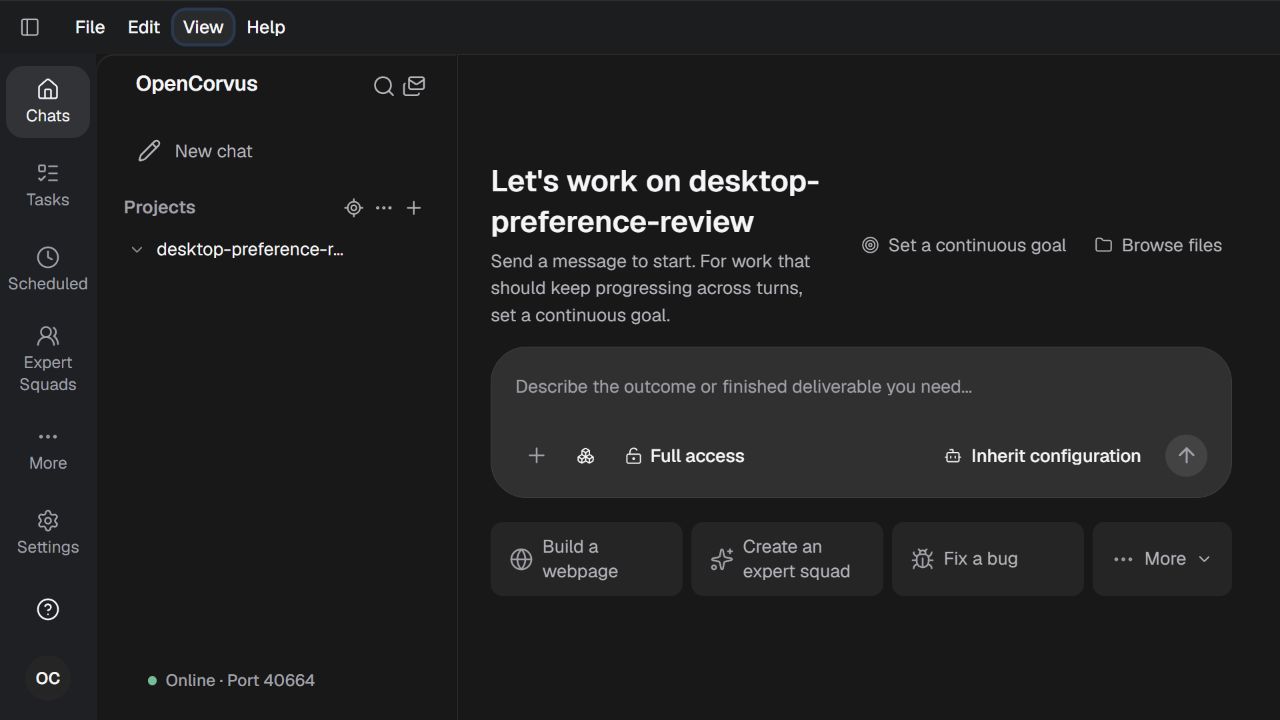 File Edit View Help
Chats
Tasks
Scheduled
Expert
Squads
More
Settings
OC
OpenCorvus
New chat
Projects
desktop-preference-r...
Online · Port 40664
Let's work on desktop-
preference-review
Send a message to start. For work that
should keep progressing across turns,
set a continuous goal.
Set a continuous goal
Browse files
Describe the outcome or finished deliverable you need...
Full access
Inherit configuration
Build a
webpage
Create an
expert squad
Fix a bug
More